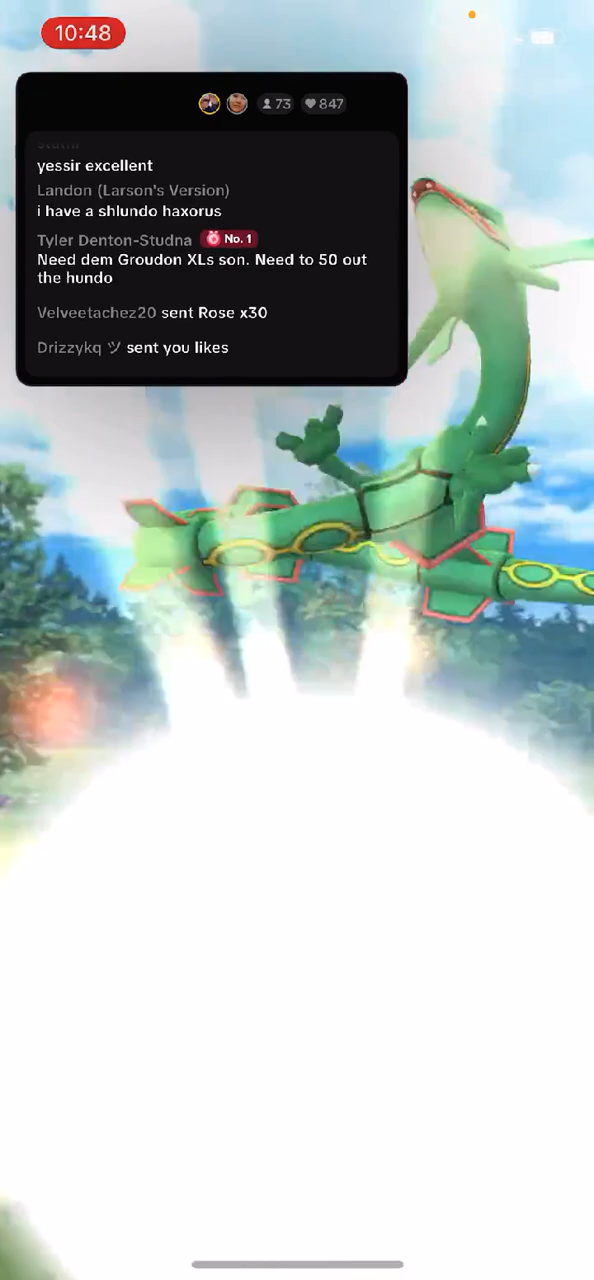 10:48
73 847
yessir excellent
Landon (Larson's Version)
i have a shlundo haxorus
Tyler Denton-Studna No. 1
Need dem Groudon XLs son. Need to 50 out
the hundo
Velveetachez20 sent Rose x30
Drizzykq ツ sent you likes